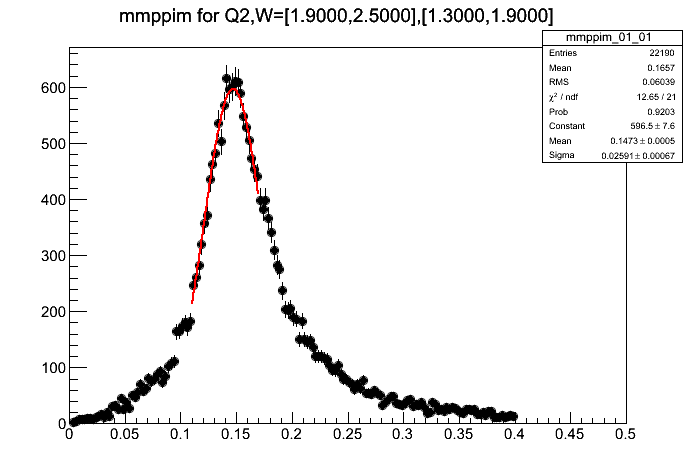 mmppim for Q2,W=[1.9000,2.5000],[1.3000,1.9000]
mmppim_01_01
Entries 22190
Mean 0.1657
RMS 0.06039
χ² / ndf 12.65 / 21
Prob 0.9203
Constant 596.5 ± 7.6
Mean 0.1473 ± 0.0005
Sigma 0.02591 ± 0.00067
600
500
400
300
200
100
0
0 0.05 0.1 0.15 0.2 0.25 0.3 0.35 0.4 0.45 0.5